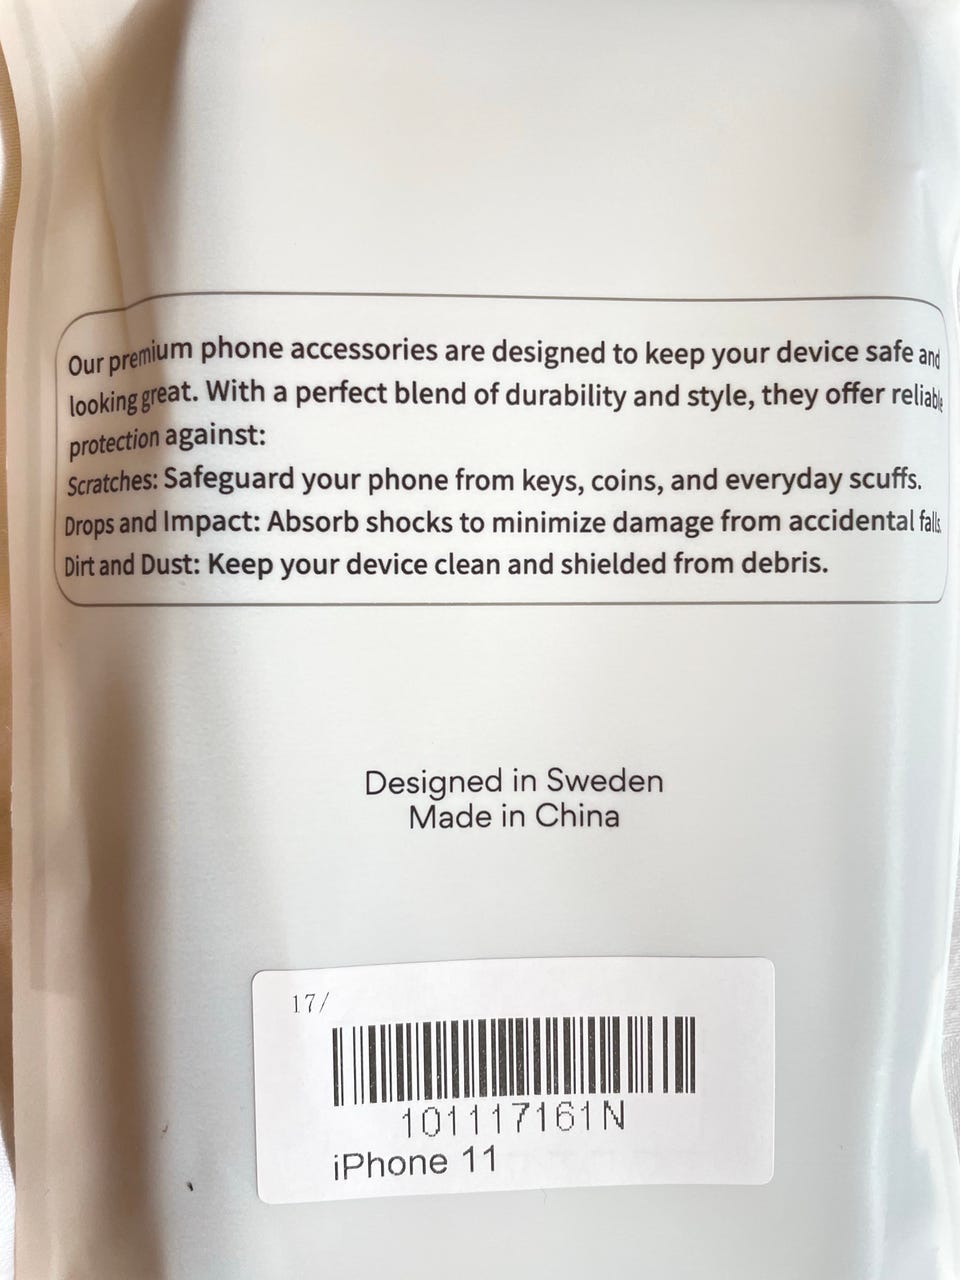 Our premium phone accessories are designed to keep your device safe and
looking great. With a perfect blend of durability and style, they offer reliable
protection against:
Scratches: Safeguard your phone from keys, coins, and everyday scuffs.
Drops and Impact: Absorb shocks to minimize damage from accidental falls.
Dirt and Dust: Keep your device clean and shielded from debris.
Designed in Sweden
Made in China
17/
101117161N
iPhone 11